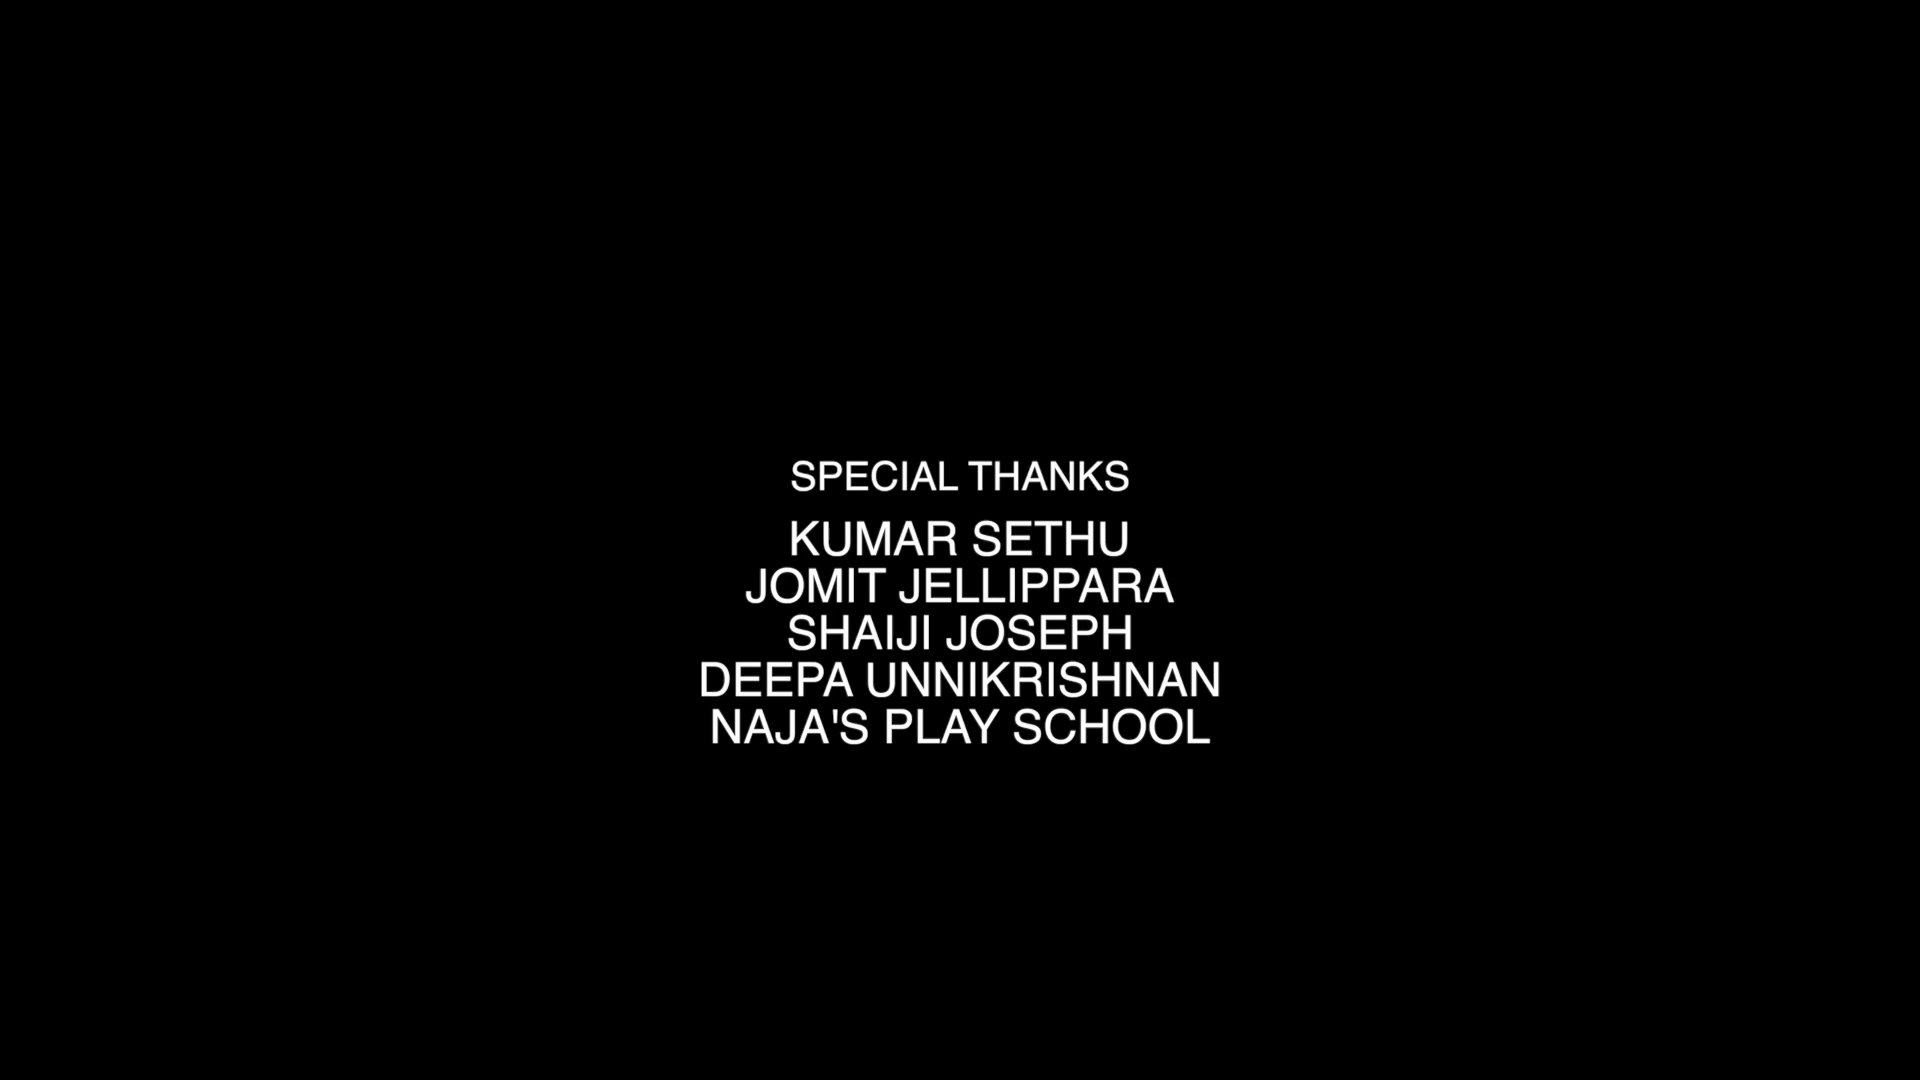 SPECIAL THANKS
KUMAR SETHU
JOMIT JELLIPPARA
SHAIJI JOSEPH
DEEPA UNNIKRISHNAN
NAJA'S PLAY SCHOOL